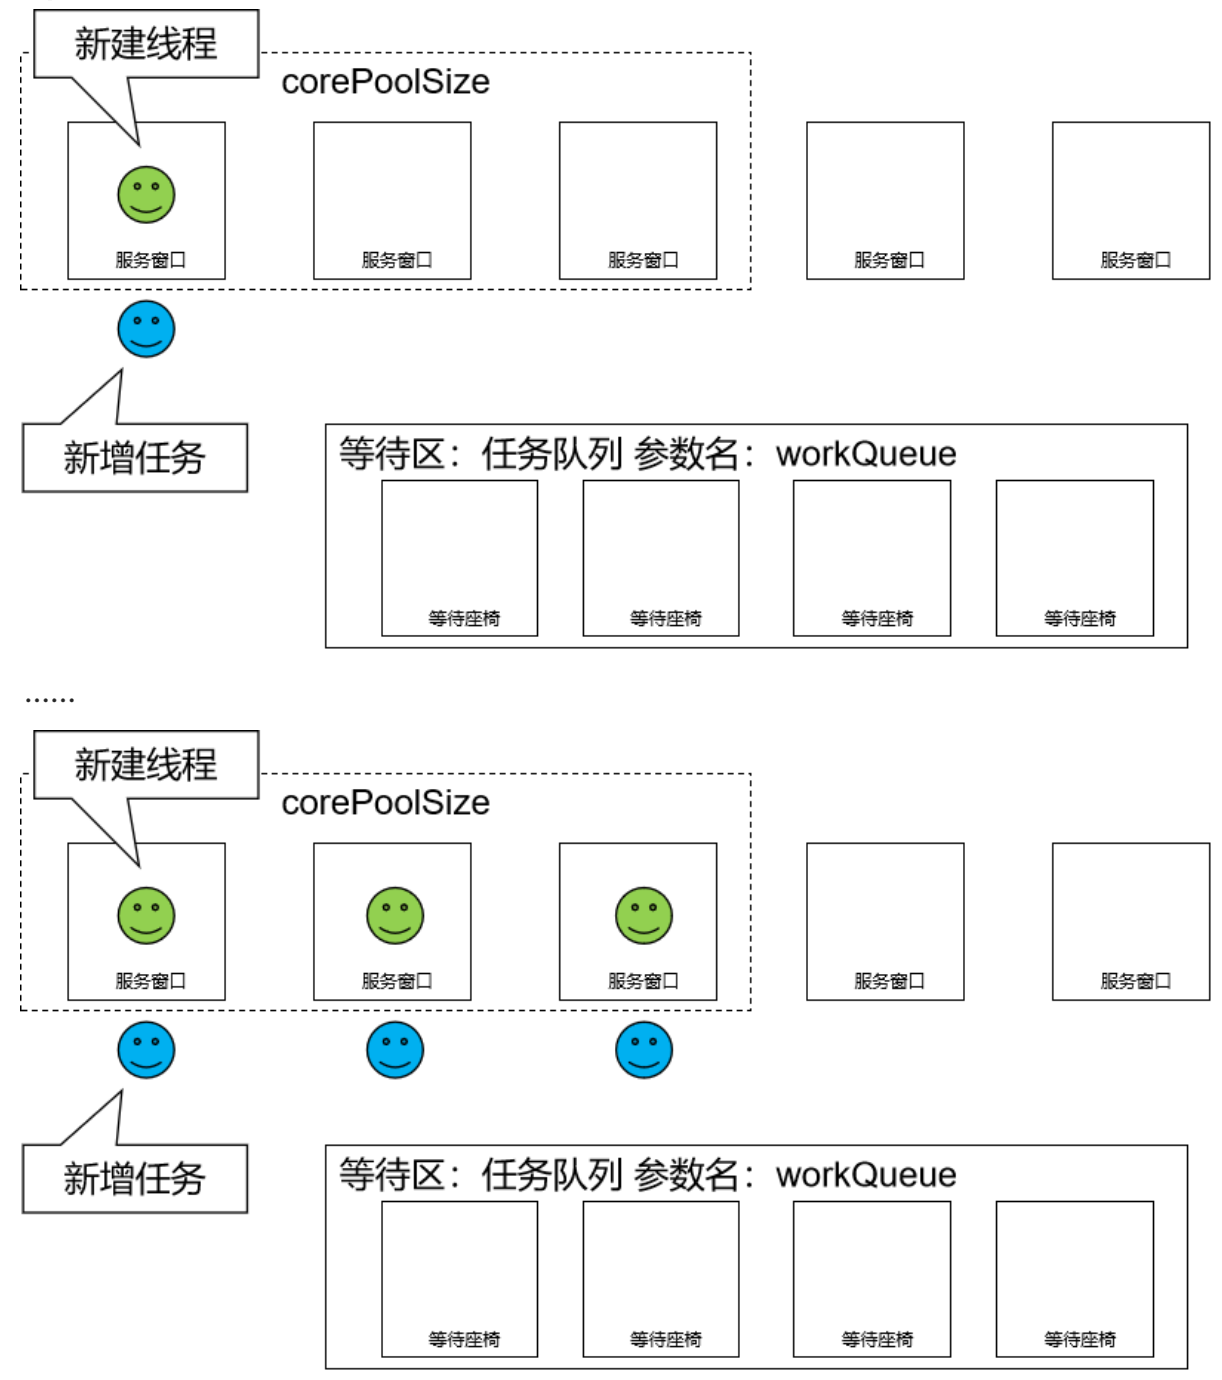 新建线程
corePoolSize
服务窗口 服务窗口 服务窗口 服务窗口 服务窗口
新增任务
等待区：任务队列 参数名：workQueue
等待座椅 等待座椅 等待座椅 等待座椅
......
新建线程
corePoolSize
服务窗口 服务窗口 服务窗口 服务窗口 服务窗口
新增任务
等待区：任务队列 参数名：workQueue
等待座椅 等待座椅 等待座椅 等待座椅